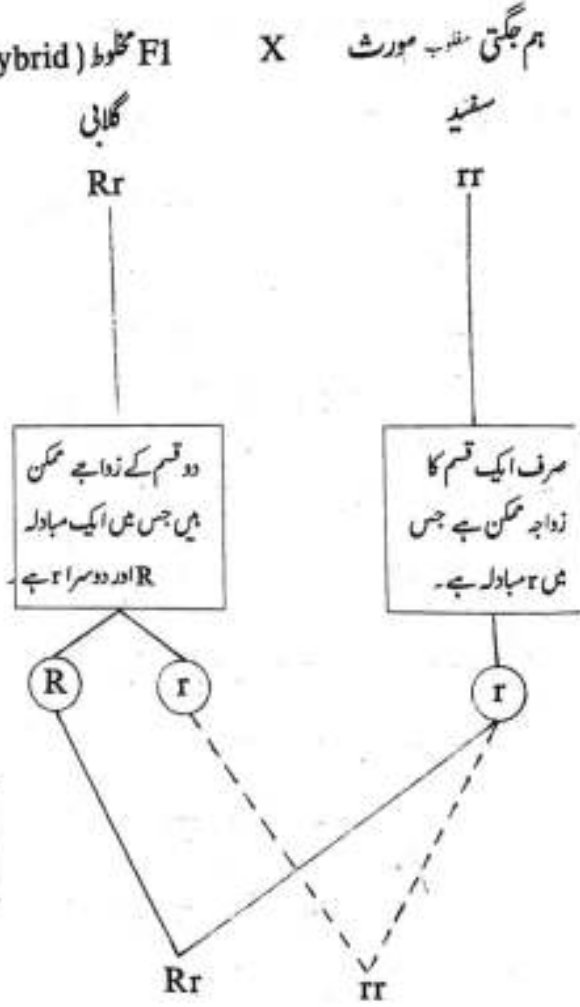 ہم جگتی مغلوب مورث X F1 مخلوط (ybrid
سفید گلابی
rr Rr
صرف ایک قسم کا
زواجہ ممکن ہے جس
میں r مبادلہ ہے۔
دو قسم کے زواجے ممکن
ہیں جس میں ایک مبادلہ
R اور دوسرا r ہے۔
R r r
Rr rr